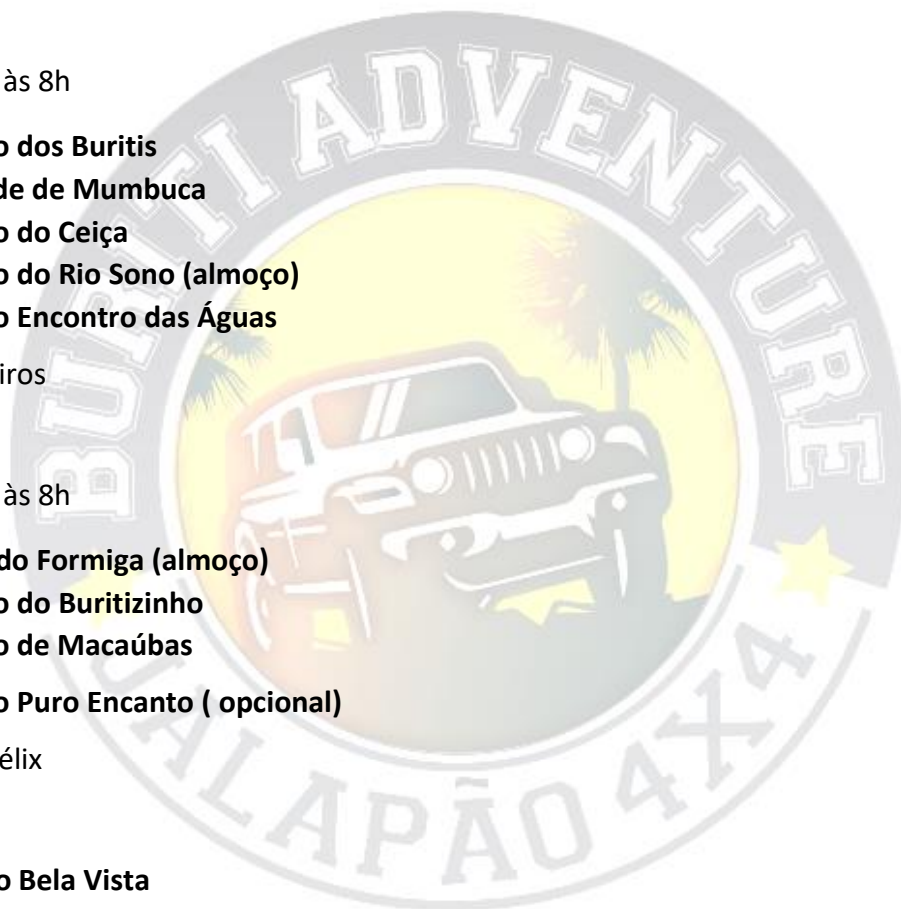 às 8h
o dos Buritis
de de Mumbuca
o do Ceiça
o do Rio Sono (almoço)
o Encontro das Águas
iros
às 8h
do Formiga (almoço)
o do Buritizinho
o de Macaúbas
o Puro Encanto ( opcional)
élix
o Bela Vista
BURITI ADVENTURE
JALAPÃO 4X4